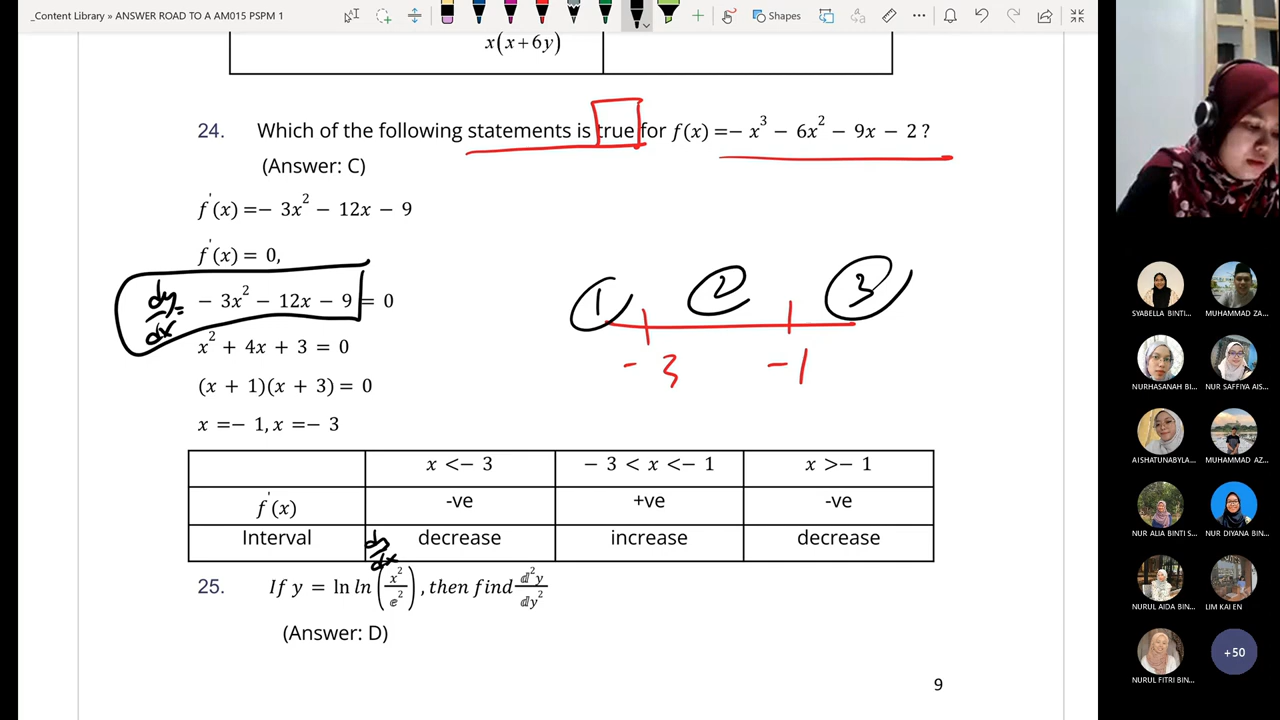 _Content Library » ANSWER ROAD TO A AM015 PSPM 1
Shapes
x(x+6y)
24. Which of the following statements is true for f(x) =− x³ − 6x² − 9x − 2 ?
(Answer: C)
f'(x) =− 3x² − 12x − 9
f'(x) = 0,
dy/dx = − 3x² − 12x − 9 = 0
x² + 4x + 3 = 0
(x + 1)(x + 3) = 0
x =− 1, x =− 3
1 2 3
-3 -1
x <− 3 − 3 < x <− 1 x >− 1
f'(x) -ve +ve -ve
Interval decrease increase decrease
dy/dx
25. If y = ln ln (x²/e²), then find d²y/dy²
(Answer: D)
9
SYABELLA BINTI...
MUHAMMAD ZA...
NURHASANAH BI...
NUR SAFFIYA AIS...
AISHATUNABYLA...
MUHAMMAD AZ...
NUR ALIA BINTI S...
NUR DIYANA BIN...
NURUL AIDA BIN...
LIM KAI EN
NURUL FITRI BIN...
+50